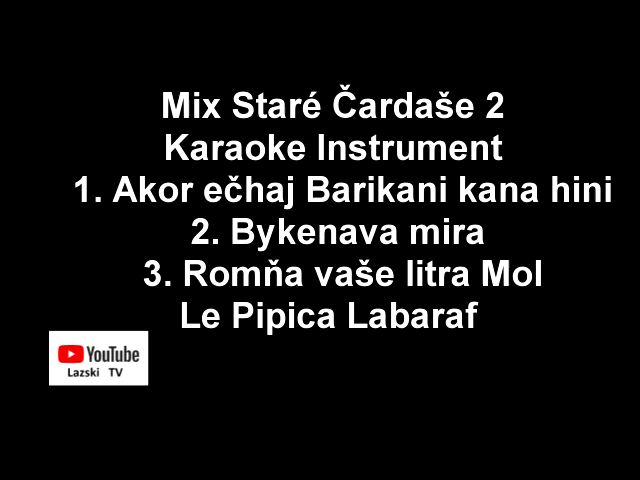 Mix Staré Čardaše 2
Karaoke Instrument
1. Akor ečhaj Barikani kana hini
2. Bykenava mira
3. Romňa vaše litra Mol
Le Pipica Labaraf
YouTube
Lazski TV